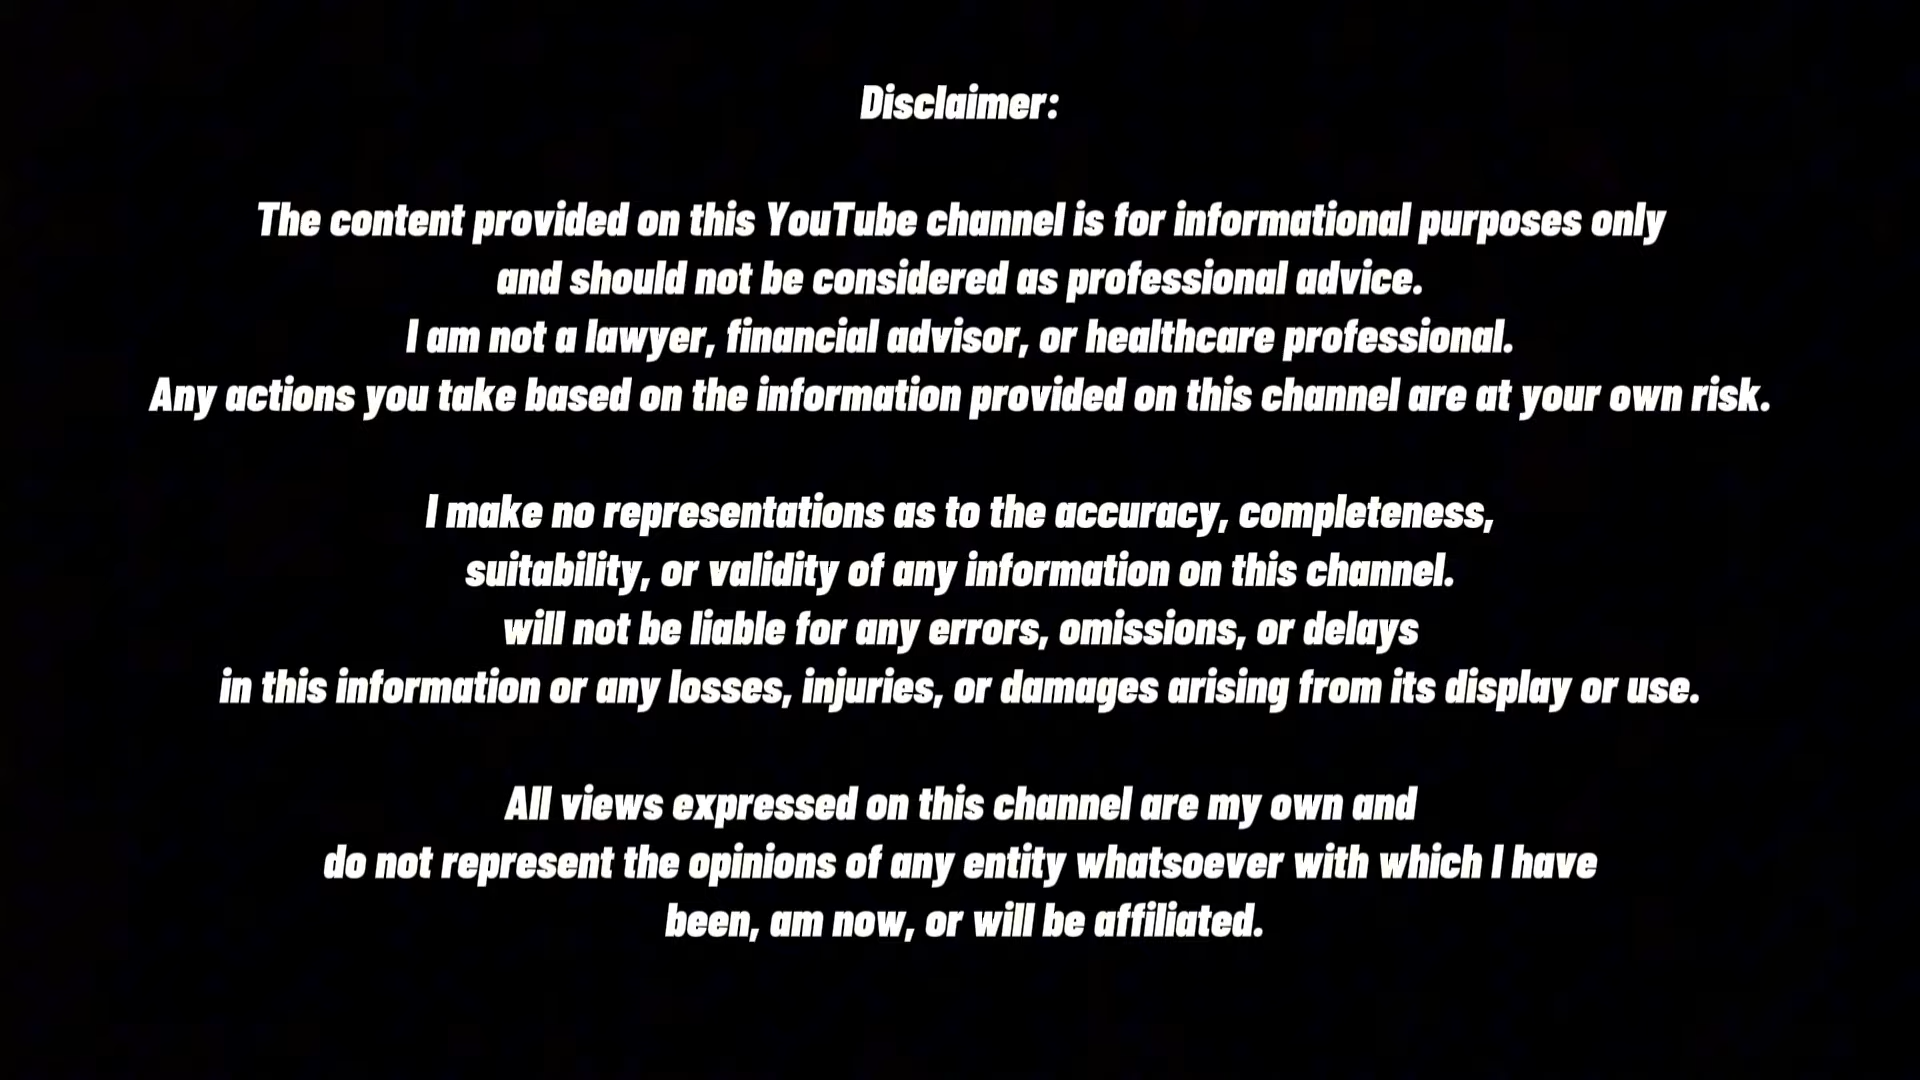 Disclaimer:
The content provided on this YouTube channel is for informational purposes only
and should not be considered as professional advice.
I am not a lawyer, financial advisor, or healthcare professional.
Any actions you take based on the information provided on this channel are at your own risk.
I make no representations as to the accuracy, completeness,
suitability, or validity of any information on this channel.
will not be liable for any errors, omissions, or delays
in this information or any losses, injuries, or damages arising from its display or use.
All views expressed on this channel are my own and
do not represent the opinions of any entity whatsoever with which I have
been, am now, or will be affiliated.